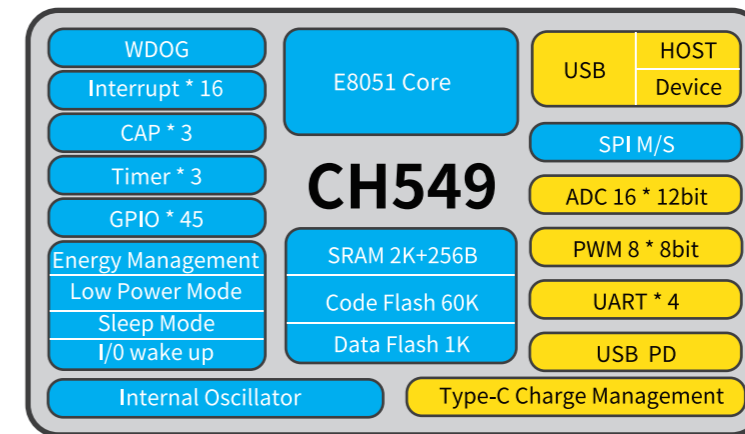 WDOG
Interrupt * 16
CAP * 3
Timer * 3
GPIO * 45
Energy Management
Low Power Mode
Sleep Mode
I/0 wake up
E8051 Core
CH549
SRAM 2K+256B
Code Flash 60K
Data Flash 1K
USB
HOST
Device
SPI M/S
ADC 16 * 12bit
PWM 8 * 8bit
UART * 4
USB PD
Internal Oscillator
Type-C Charge Management